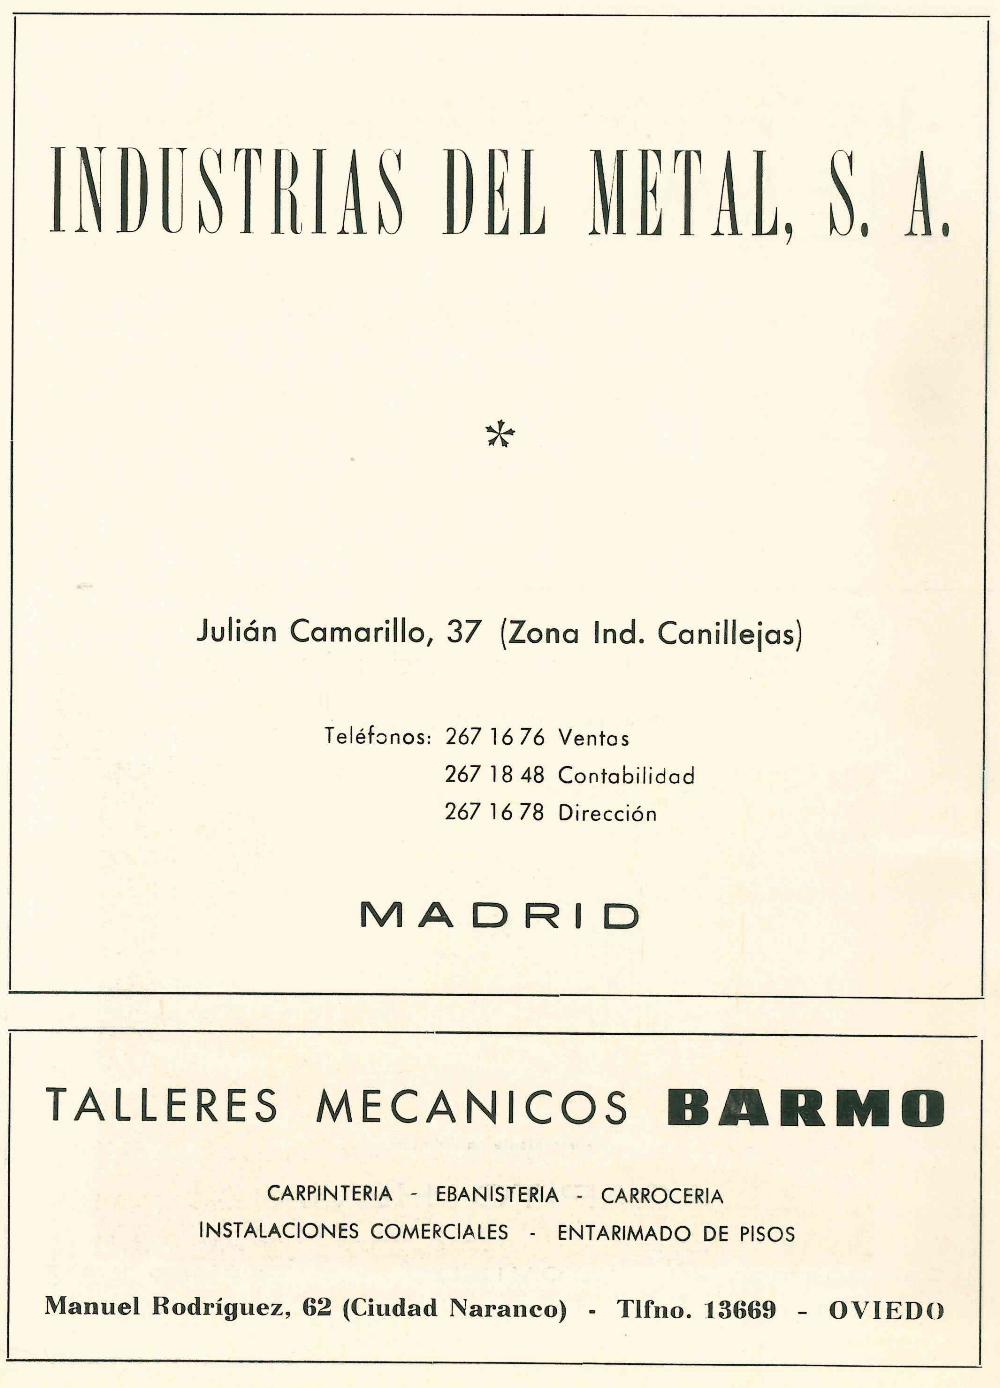 INDUSTRIAS DEL METAL, S. A.
*
Julián Camarillo, 37 (Zona Ind. Canillejas)
Teléfonos: 267 16 76 Ventas
267 18 48 Contabilidad
267 16 78 Dirección
MADRID
TALLERES MECANICOS BARMO
CARPINTERIA - EBANISTERIA - CARROCERIA
INSTALACIONES COMERCIALES - ENTARIMADO DE PISOS
Manuel Rodríguez, 62 (Ciudad Naranco) - Tlfno. 13669 - OVIEDO